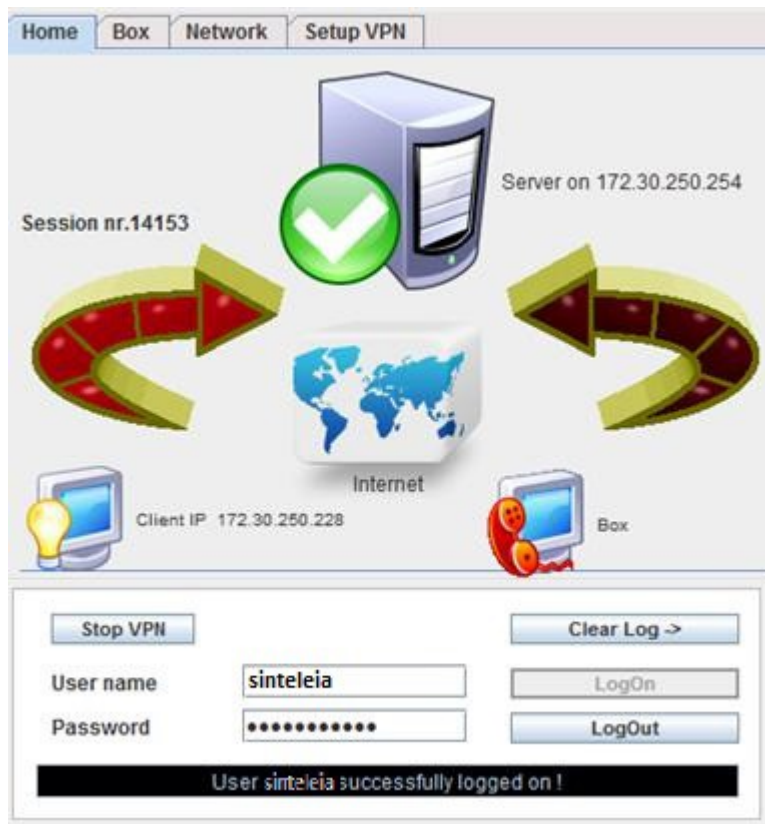 Home Box Network Setup VPN
Server on 172.30.250.254
Session nr.14153
Internet
Client IP 172.30.250.228
Box
Stop VPN
Clear Log ->
User name sinteleia LogOn
Password ●●●●●●●●●●● LogOut
User sinteleia successfully logged on !